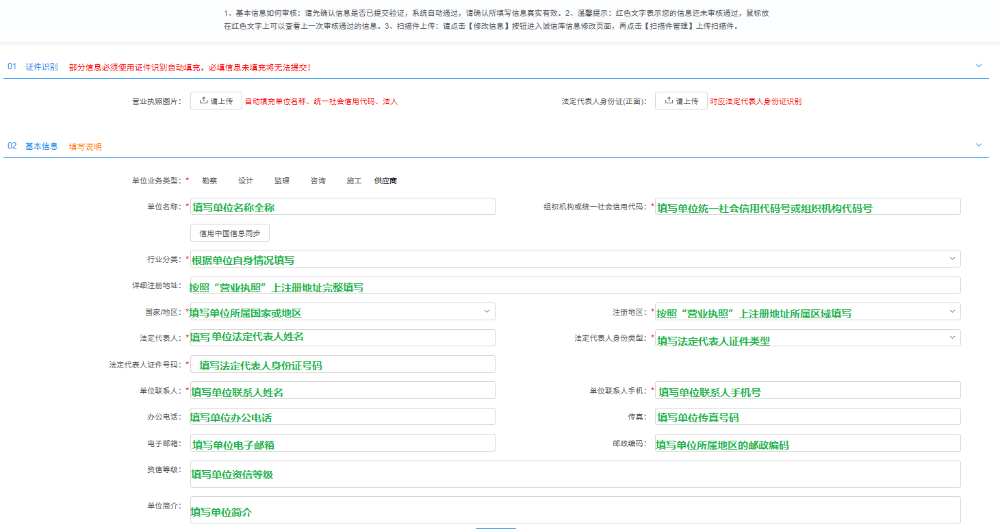 1、基本信息如何审核：请先确认信息是否已提交验证，系统自动通过，请确认所填写信息真实有效。2、温馨提示：红色文字表示您的信息还未审核通过，鼠标放
在红色文字上可以查看上一次审核通过的信息。3、扫描件上传：请点击【修改信息】按钮进入诚信库信息修改页面，再点击【扫描件管理】上传扫描件。
01 证件识别 部分信息必须使用证件识别自动填充，必填信息未填充将无法提交！
营业执照图片： 请上传 自动填充单位名称、统一社会信用代码、法人 法定代表人身份证(正面)： 请上传 对应法定代表人身份证识别
02 基本信息 填写说明
单位业务类型：* 勘察 设计 监理 咨询 施工 供应商
单位名称：* 填写单位名称全称 组织机构或统一社会信用代码：* 填写单位统一社会信用代码号或组织机构代码号
信用中国信息同步
行业分类：* 根据单位自身情况填写
详细注册地址： 按照“营业执照”上注册地址完整填写
国家/地区：* 填写单位所属国家或地区 注册地区：* 按照“营业执照”上注册地址所属区域填写
法定代表人：* 填写单位法定代表人姓名 法定代表人身份类型：* 填写法定代表人证件类型
法定代表人证件号码：* 填写法定代表人身份证号码
单位联系人：* 填写单位联系人姓名 单位联系人手机：* 填写单位联系人手机号
办公电话： 填写单位办公电话 传真： 填写单位传真号码
电子邮箱： 填写单位电子邮箱 邮政编码： 填写单位所属地区的邮政编码
资信等级： 填写单位资信等级
单位简介： 填写单位简介